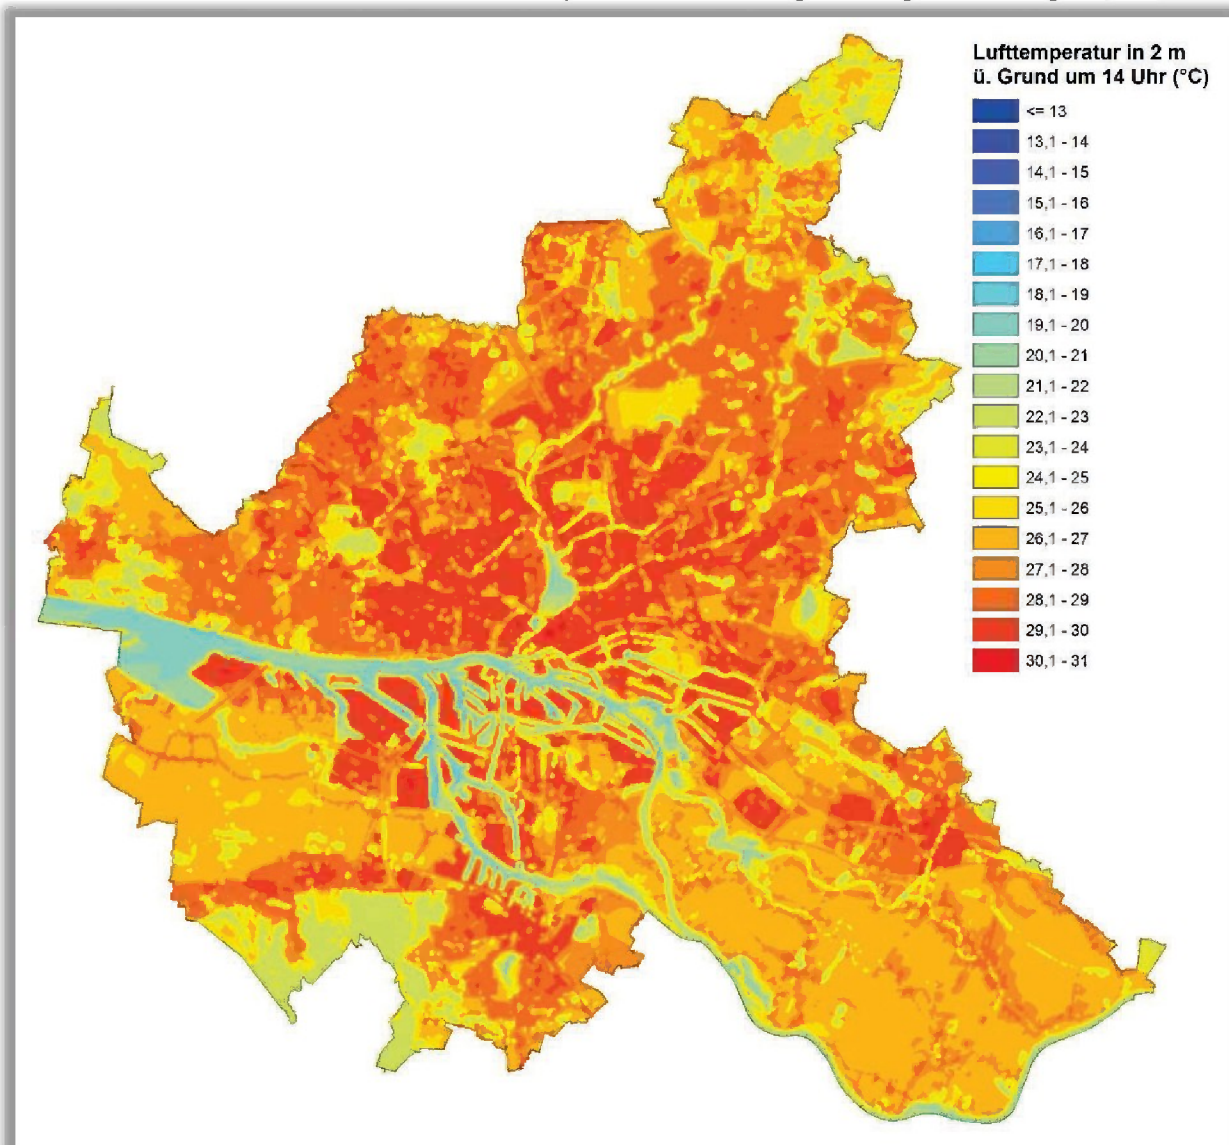 Lufttemperatur in 2 m
ü. Grund um 14 Uhr (°C)
<= 13
13,1 - 14
14,1 - 15
15,1 - 16
16,1 - 17
17,1 - 18
18,1 - 19
19,1 - 20
20,1 - 21
21,1 - 22
22,1 - 23
23,1 - 24
24,1 - 25
25,1 - 26
26,1 - 27
27,1 - 28
28,1 - 29
29,1 - 30
30,1 - 31